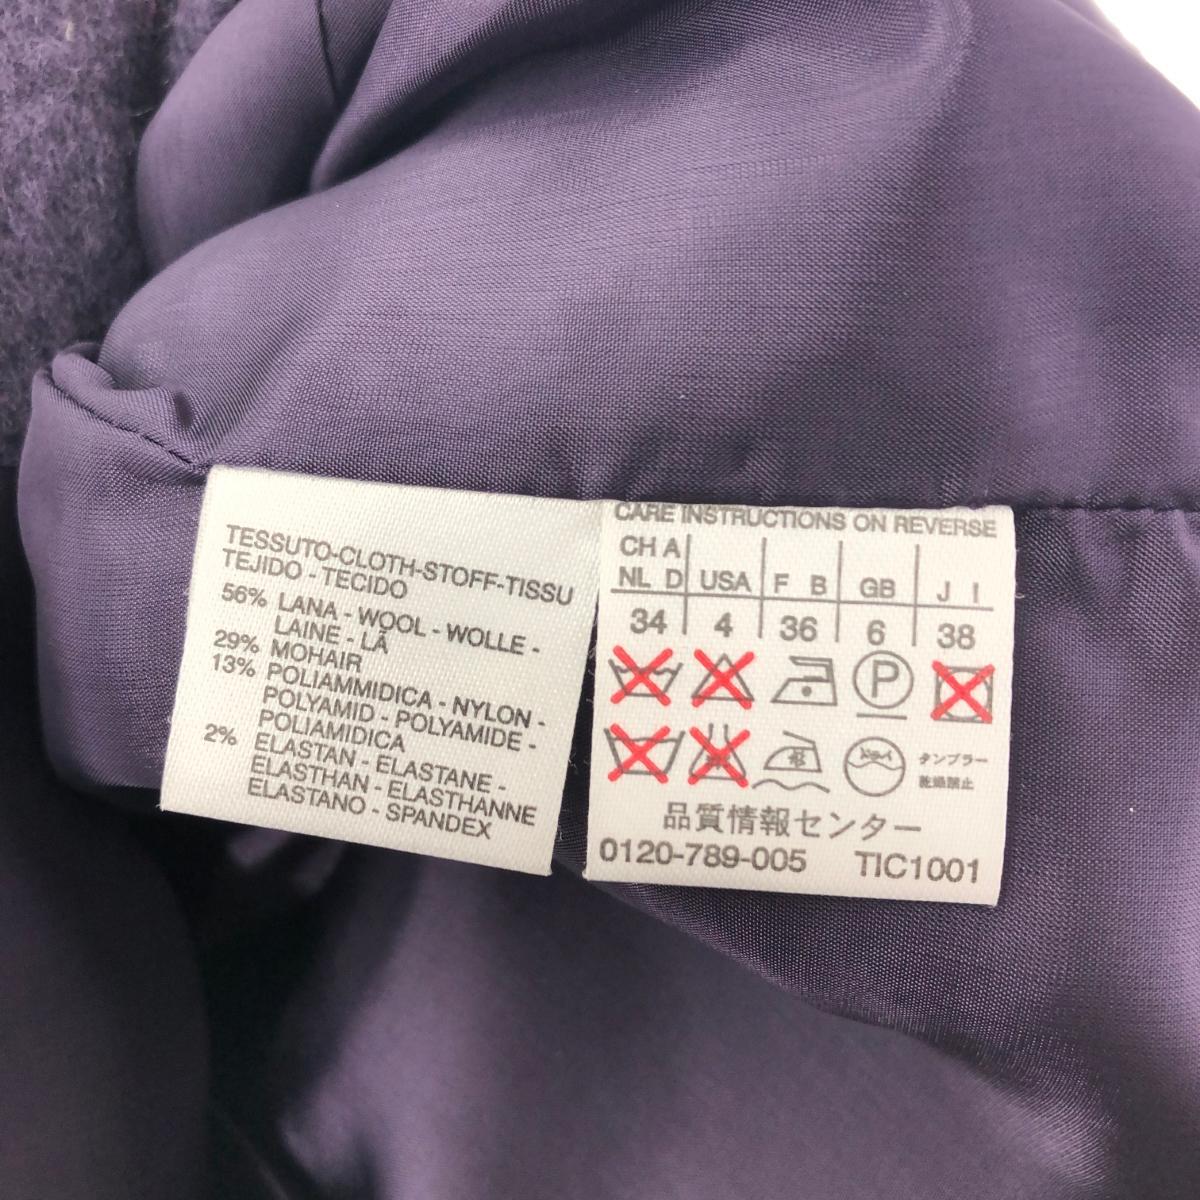 TESSUTO-CLOTH-STOFF-TISSU
TEJIDO - TECIDO
56% LANA - WOOL - WOLLE -
LAINE - LÃ
29% MOHAIR
13% POLIAMMIDICA - NYLON -
POLYAMID - POLYAMIDE -
POLIAMIDICA
2% ELASTAN - ELASTANE -
ELASTHAN - ELASTHANNE
ELASTANO - SPANDEX
CARE INSTRUCTIONS ON REVERSE
CH A
NL D USA F B GB J I
34 4 36 6 38
P
タンブラー
乾燥禁止
品質情報センター
0120-789-005 TIC1001